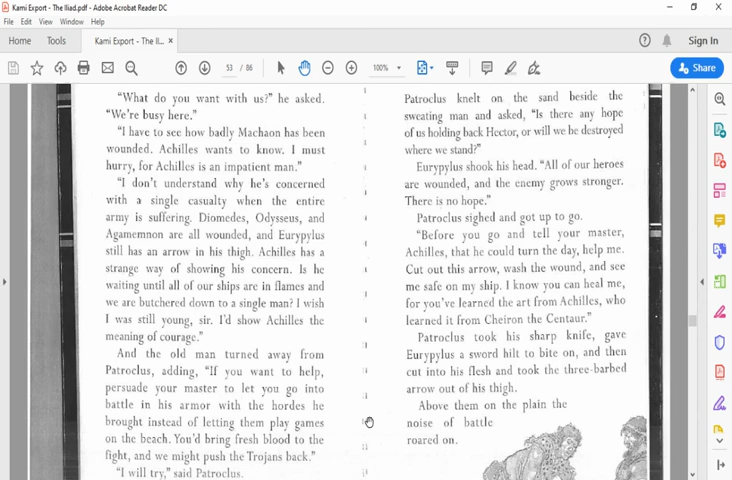 Kami Export - The Iliad.pdf - Adobe Acrobat Reader DC
File Edit View Window Help
Home Tools Kami Export - The Il... × Sign In
53 / 86 100% Share
“What do you want with us?” he asked.
“We're busy here.”
“I have to see how badly Machaon has been
wounded. Achilles wants to know. I must
hurry, for Achilles is an impatient man.”
“I don't understand why he's concerned
with a single casualty when the entire
army is suffering. Diomedes, Odysseus, and
Agamemnon are all wounded, and Eurypylus
still has an arrow in his thigh. Achilles has a
strange way of showing his concern. Is he
waiting until all of our ships are in flames and
we are butchered down to a single man? I wish
I was still young, sir. I'd show Achilles the
meaning of courage.”
And the old man turned away from
Patroclus, adding, “If you want to help,
persuade your master to let you go into
battle in his armor with the hordes he
brought instead of letting them play games
on the beach. You'd bring fresh blood to the
fight, and we might push the Trojans back.”
“I will try,” said Patroclus.
Patroclus knelt on the sand beside the
sweating man and asked, “Is there any hope
of us holding back Hector, or will we be destroyed
where we stand?”
Eurypylus shook his head. “All of our heroes
are wounded, and the enemy grows stronger.
There is no hope.”
Patroclus sighed and got up to go.
“Before you go and tell your master,
Achilles, that he could turn the day, help me.
Cut out this arrow, wash the wound, and see
me safe on my ship. I know you can heal me,
for you've learned the art from Achilles, who
learned it from Cheiron the Centaur.”
Patroclus took his sharp knife, gave
Eurypylus a sword hilt to bite on, and then
cut into his flesh and took the three-barbed
arrow out of his thigh.
Above them on the plain the
noise of battle
roared on.